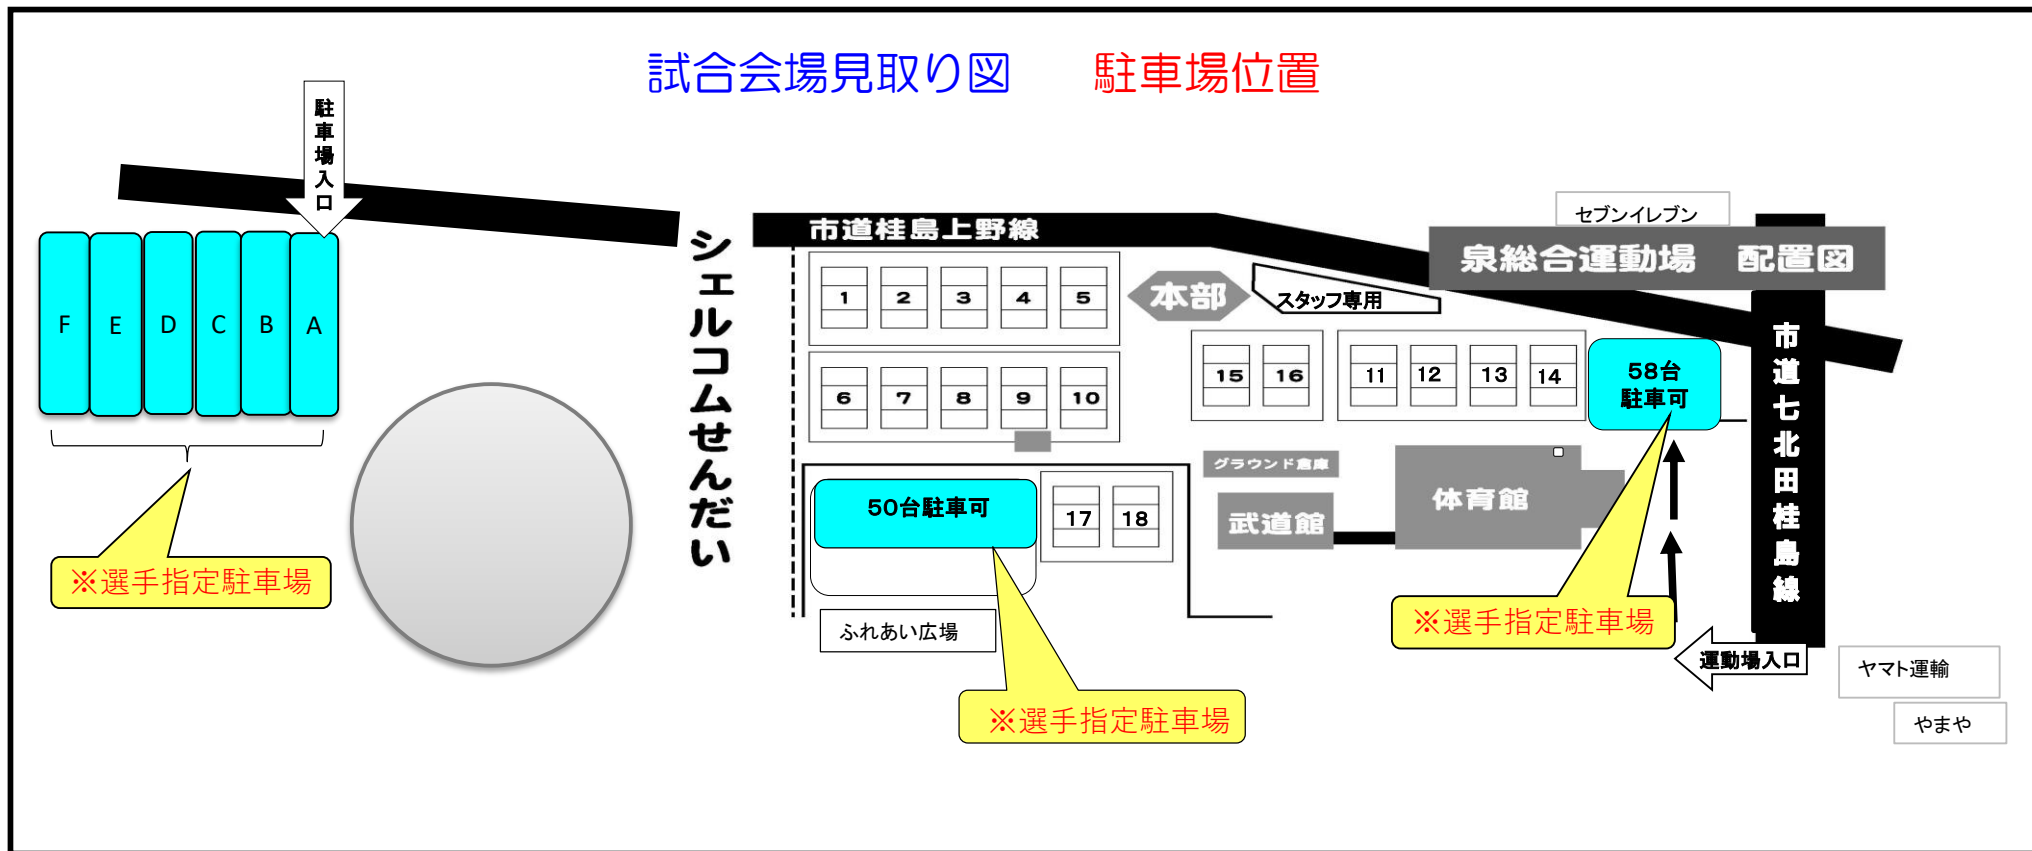 試合会場見取り図　駐車場位置
駐車場入口
セブンイレブン
市道桂島上野線
泉総合運動場　配置図
シェルコムせんだい
F E D C B A
1 2 3 4 5
本部
スタッフ専用
6 7 8 9 10
15 16
11 12 13 14
58台
駐車可
市道七北田桂島線
グラウンド倉庫
武道館
体育館
50台駐車可
17 18
※選手指定駐車場
ふれあい広場
※選手指定駐車場
※選手指定駐車場
運動場入口
ヤマト運輸
やまや